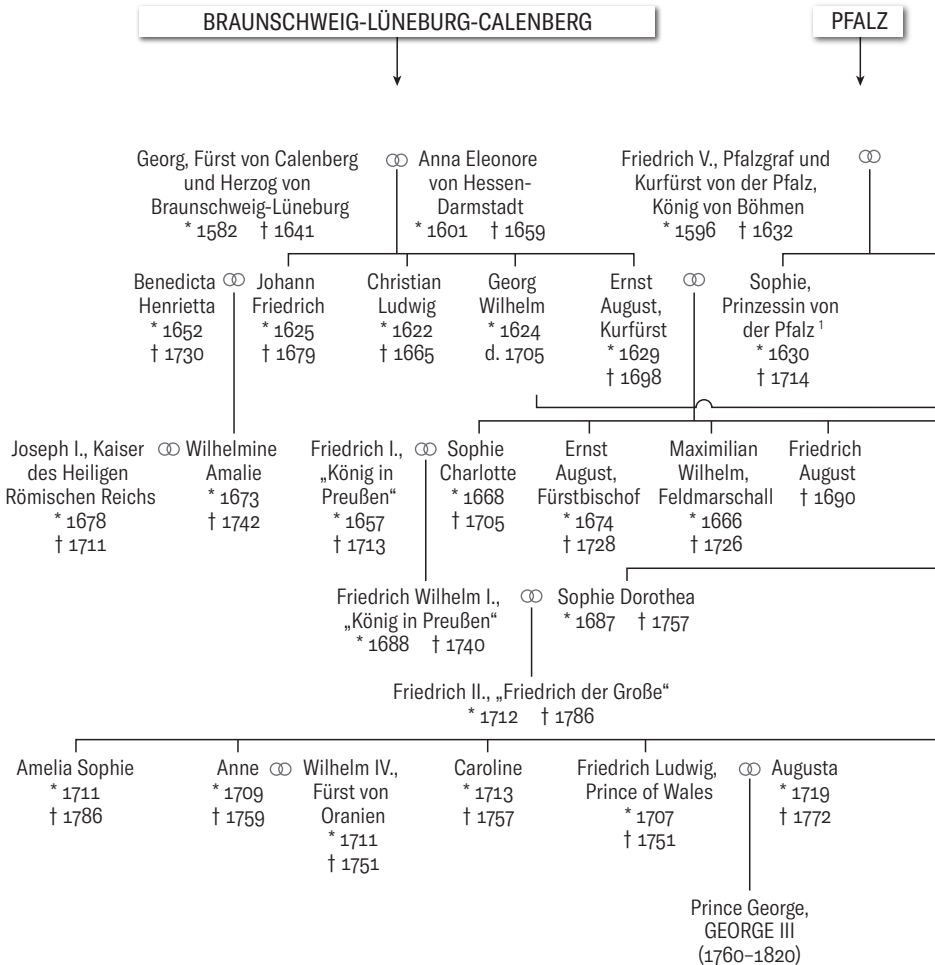 BRAUNSCHWEIG-LÜNEBURG-CALENBERG
PFALZ
Georg, Fürst von Calenberg
und Herzog von
Braunschweig-Lüneburg
* 1582 † 1641
Anna Eleonore
von Hessen-
Darmstadt
* 1601 † 1659
Friedrich V., Pfalzgraf und
Kurfürst von der Pfalz,
König von Böhmen
* 1596 † 1632
Benedicta
Henrietta
* 1652
† 1730
Johann
Friedrich
* 1625
† 1679
Christian
Ludwig
* 1622
† 1665
Georg
Wilhelm
* 1624
d. 1705
Ernst
August,
Kurfürst
* 1629
† 1698
Sophie,
Prinzessin von
der Pfalz 1
* 1630
† 1714
Joseph I., Kaiser
des Heiligen
Römischen Reichs
* 1678
† 1711
Wilhelmine
Amalie
* 1673
† 1742
Friedrich I.,
„König in
Preußen“
* 1657
† 1713
Sophie
Charlotte
* 1668
† 1705
Ernst
August,
Fürstbischof
* 1674
† 1728
Maximilian
Wilhelm,
Feldmarschall
* 1666
† 1726
Friedrich
August
† 1690
Friedrich Wilhelm I.,
„König in Preußen“
* 1688 † 1740
Sophie Dorothea
* 1687 † 1757
Friedrich II., „Friedrich der Große“
* 1712 † 1786
Amelia Sophie
* 1711
† 1786
Anne
* 1709
† 1759
Wilhelm IV.,
Fürst von
Oranien
* 1711
† 1751
Caroline
* 1713
† 1757
Friedrich Ludwig,
Prince of Wales
* 1707
† 1751
Augusta
* 1719
† 1772
Prince George,
GEORGE III
(1760–1820)